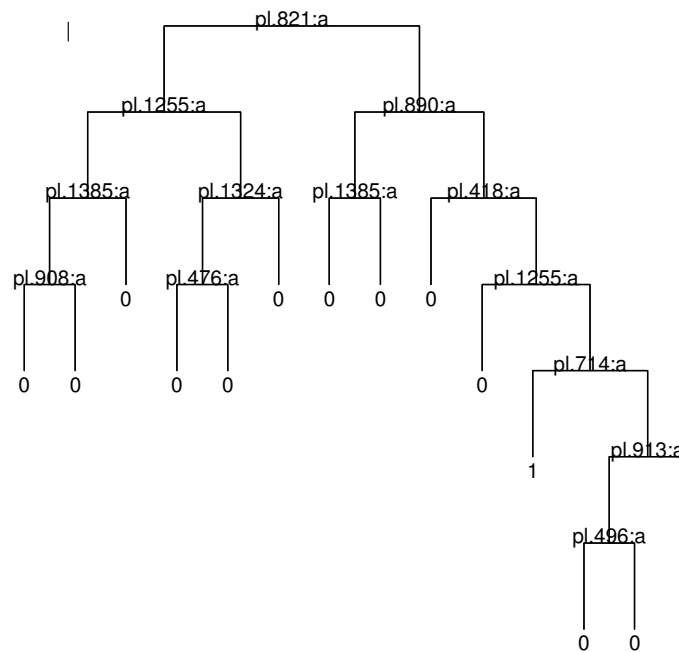 pl.821:a
pl.1255:a pl.890:a
pl.1385:a pl.1324:a pl.1385:a pl.418:a
pl.908:a pl.476:a pl.1255:a
0 0 0 0 0
0 0 0 0 0
pl.714:a
pl.913:a
1
pl.496:a
0 0